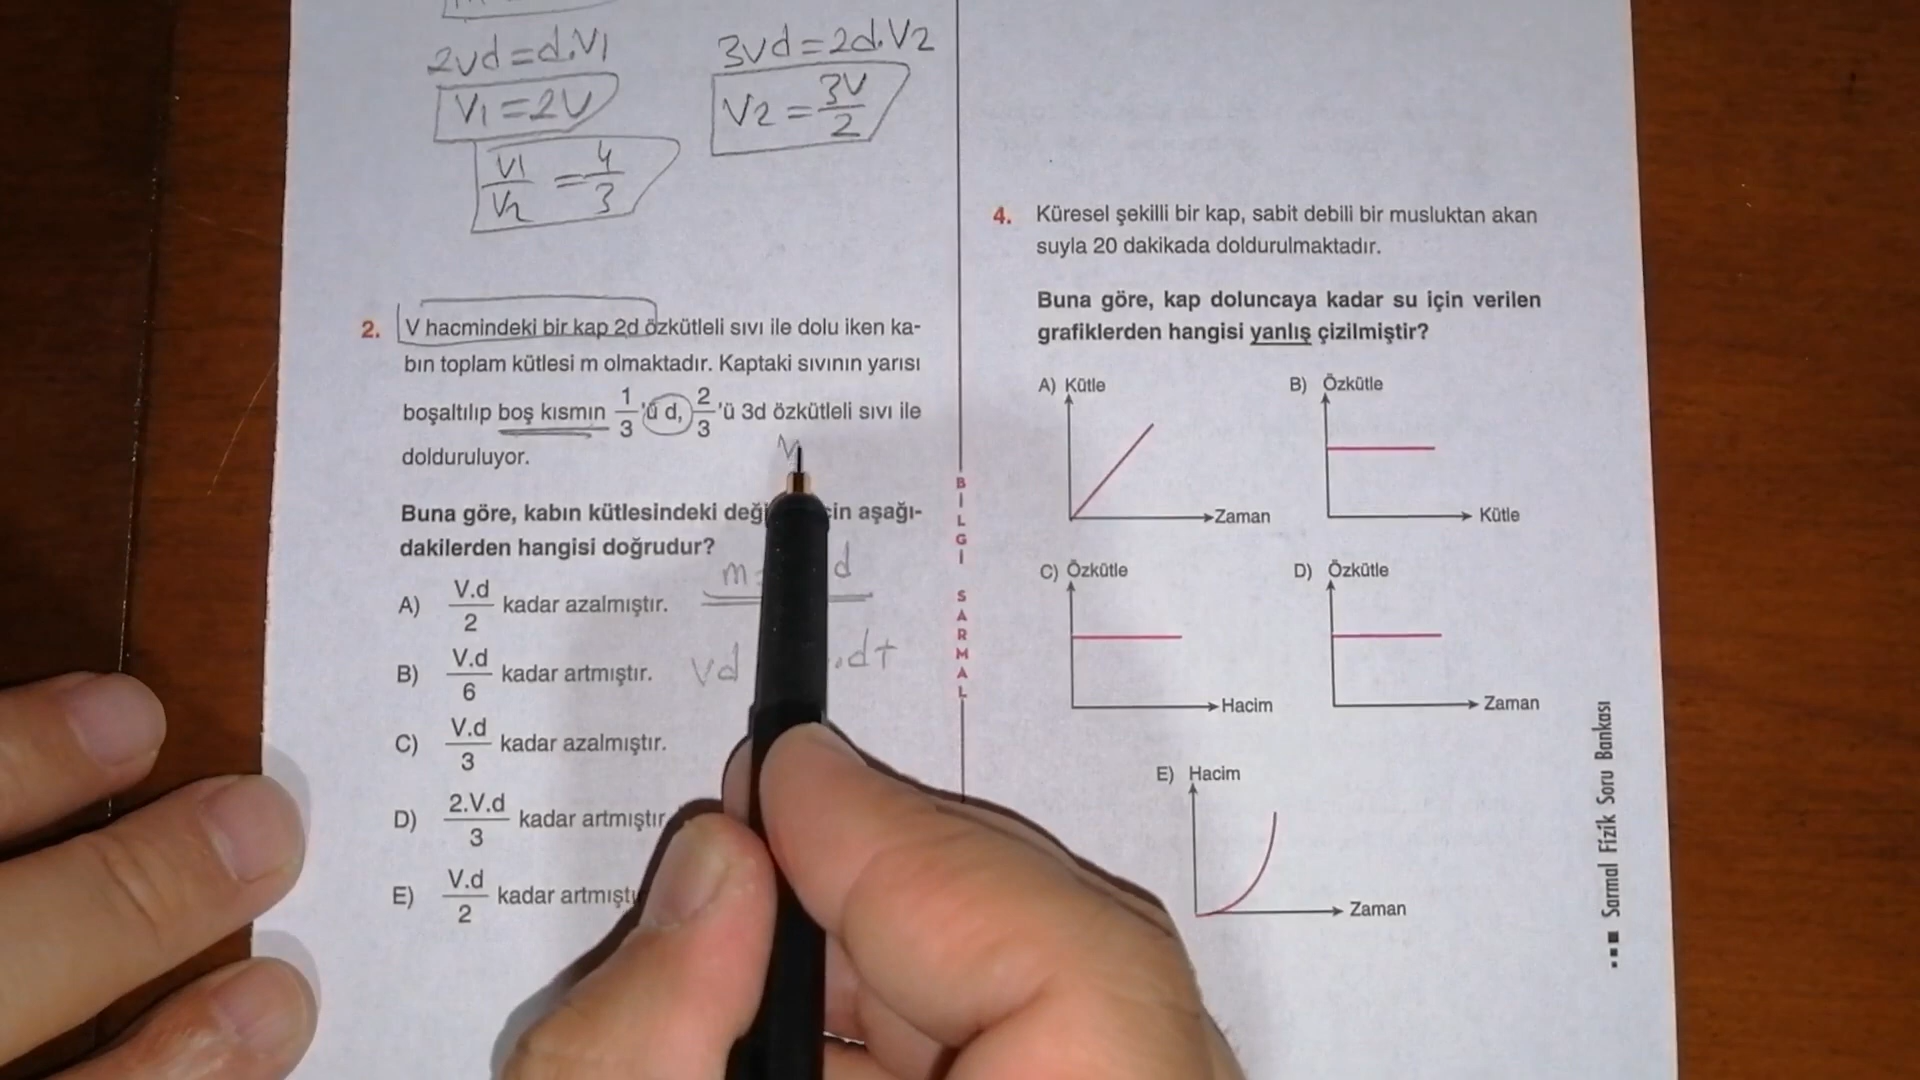 2vd=d.V1
V1=2V
V1/V2 = 4/3
3vd=2d.V2
V2=3V/2
2. V hacmindeki bir kap 2d özkütleli sıvı ile dolu iken ka-
bın toplam kütlesi m olmaktadır. Kaptaki sıvının yarısı
boşaltılıp boş kısmın 1/3 'ü d, 2/3 'ü 3d özkütleli sıvı ile
dolduruluyor.
Buna göre, kabın kütlesindeki aşağı-
dakilerden hangisi doğrudur?
m d
A) V.d/2 kadar azalmıştır.
B) V.d/6 kadar artmıştır.
Vd .dt
C) V.d/3 kadar azalmıştır.
D) 2.V.d/3 kadar artmıştır
E) V.d/2 kadar
BİLGİ SARMAL
4. Küresel şekilli bir kap, sabit debili bir musluktan akan
suyla 20 dakikada doldurulmaktadır.
Buna göre, kap doluncaya kadar su için verilen
grafiklerden hangisi yanlış çizilmiştir?
A) Kütle
Zaman
B) Özkütle
Kütle
C) Özkütle
Hacim
D) Özkütle
Zaman
E) Hacim
Zaman
Sarmal Fizik Soru Bankası